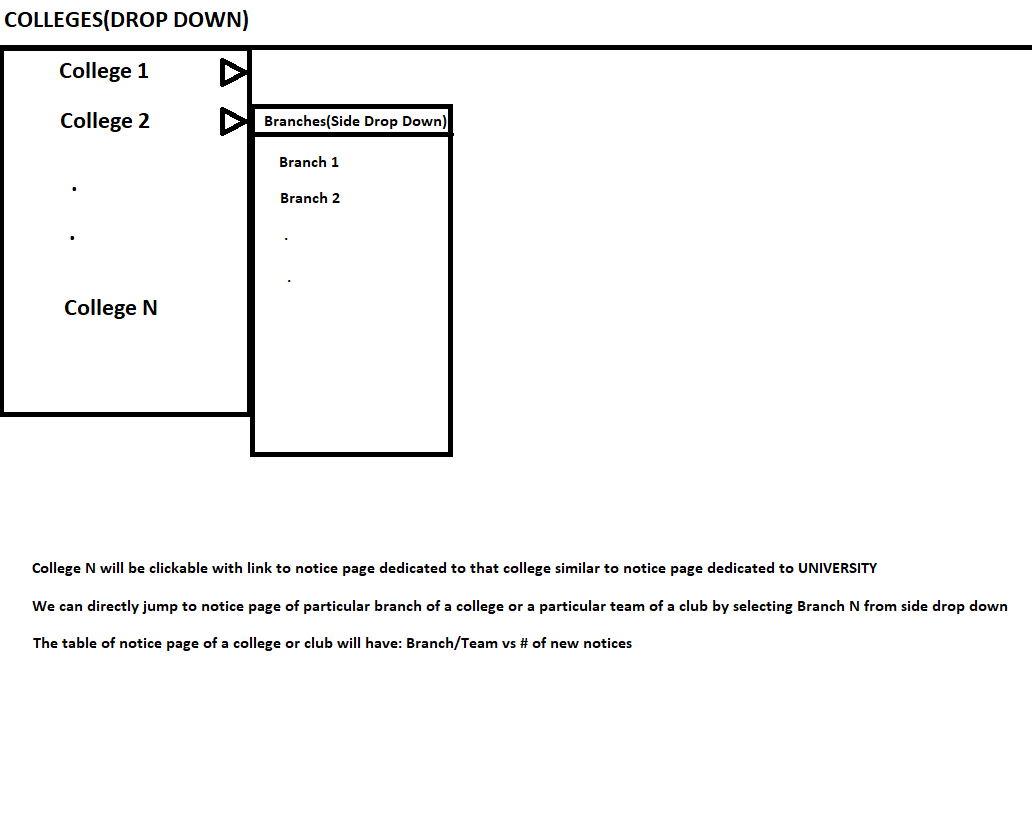 COLLEGES(DROP DOWN)
College 1
College 2
Branches(Side Drop Down)
Branch 1
Branch 2
.
.
.
.
College N
College N will be clickable with link to notice page dedicated to that college similar to notice page dedicated to UNIVERSITY
We can directly jump to notice page of particular branch of a college or a particular team of a club by selecting Branch N from side drop down
The table of notice page of a college or club will have: Branch/Team vs # of new notices